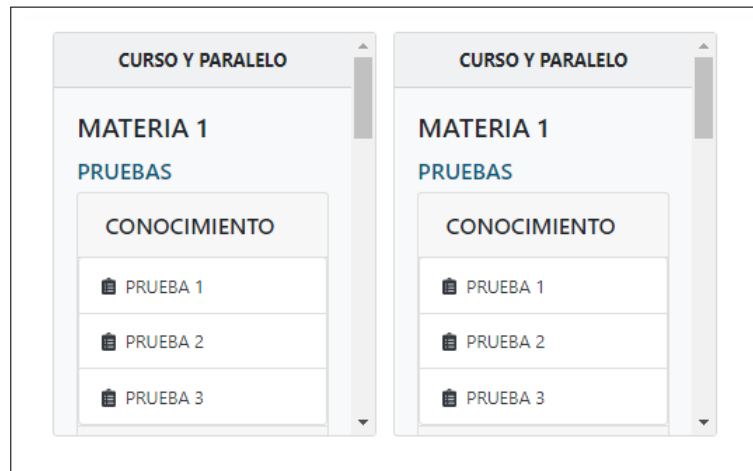 CURSO Y PARALELO
MATERIA 1
PRUEBAS
CONOCIMIENTO
PRUEBA 1
PRUEBA 2
PRUEBA 3
CURSO Y PARALELO
MATERIA 1
PRUEBAS
CONOCIMIENTO
PRUEBA 1
PRUEBA 2
PRUEBA 3